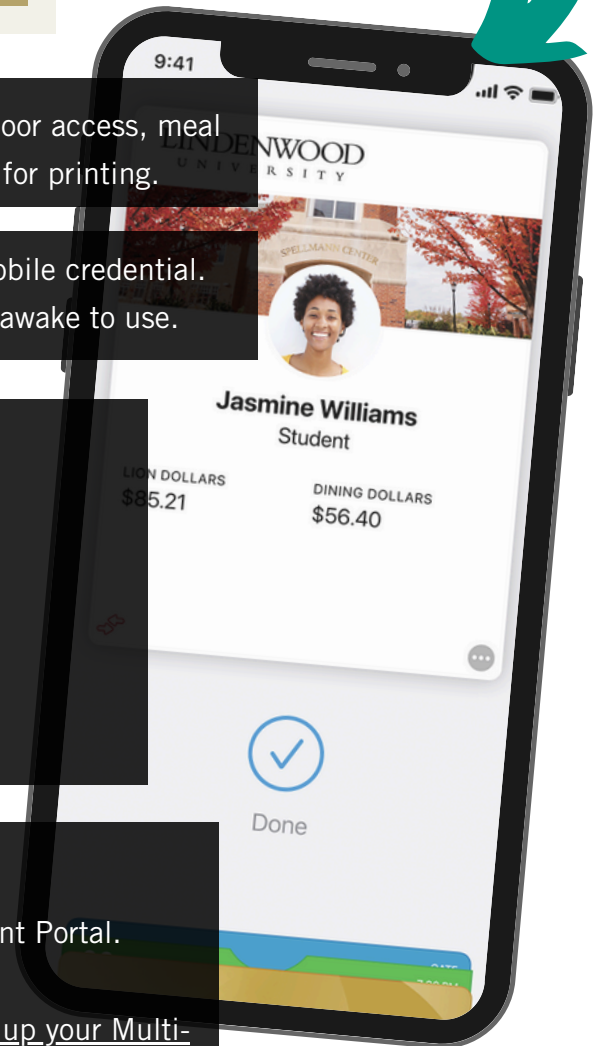 9:41
oor access, meal
for printing.
LINDENWOOD
UNIVERSITY
SPELLMANN CENTER
obile credential.
awake to use.
Jasmine Williams
Student
LION DOLLARS
$85.21
DINING DOLLARS
$56.40
Done
nt Portal.
up your Multi-